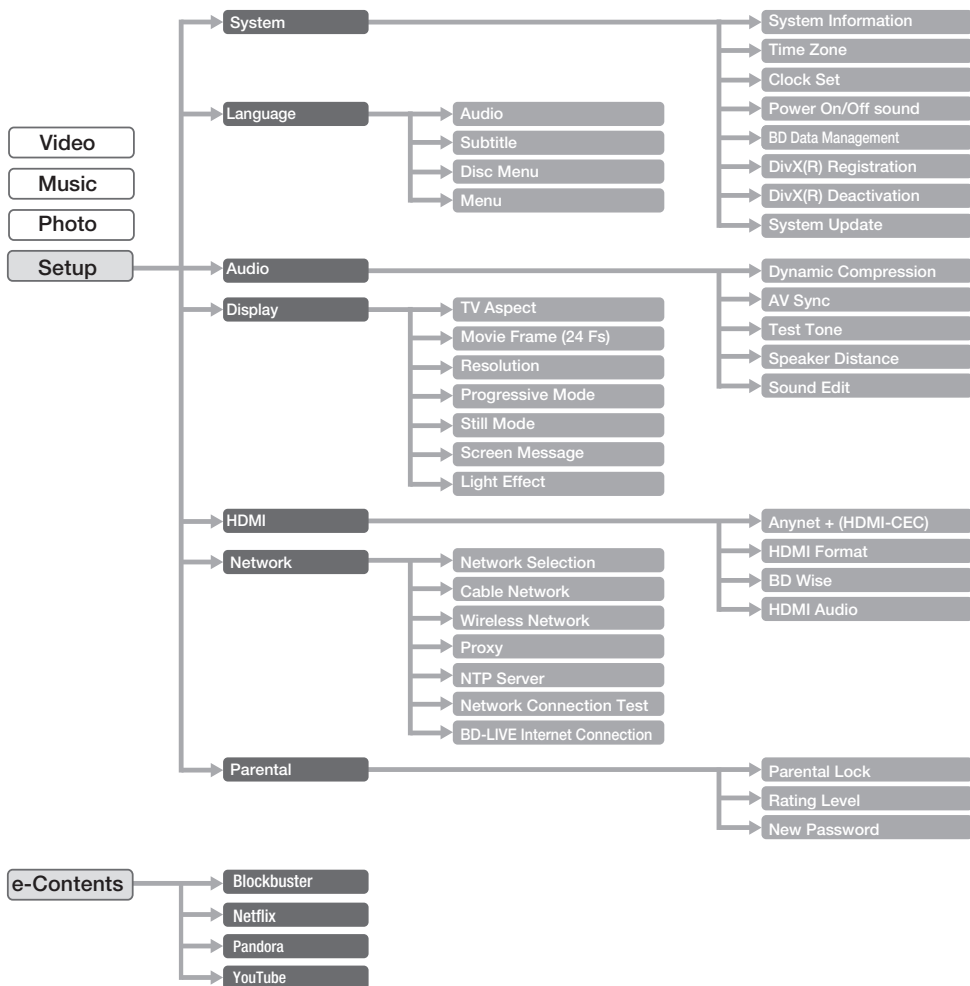 Video
Music
Photo
Setup
System
System Information
Time Zone
Clock Set
Power On/Off sound
BD Data Management
DivX(R) Registration
DivX(R) Deactivation
System Update
Language
Audio
Subtitle
Disc Menu
Menu
Audio
Dynamic Compression
AV Sync
Test Tone
Speaker Distance
Sound Edit
Display
TV Aspect
Movie Frame (24 Fs)
Resolution
Progressive Mode
Still Mode
Screen Message
Light Effect
HDMI
Anynet + (HDMI-CEC)
HDMI Format
BD Wise
HDMI Audio
Network
Network Selection
Cable Network
Wireless Network
Proxy
NTP Server
Network Connection Test
BD-LIVE Internet Connection
Parental
Parental Lock
Rating Level
New Password
e-Contents
Blockbuster
Netflix
Pandora
YouTube